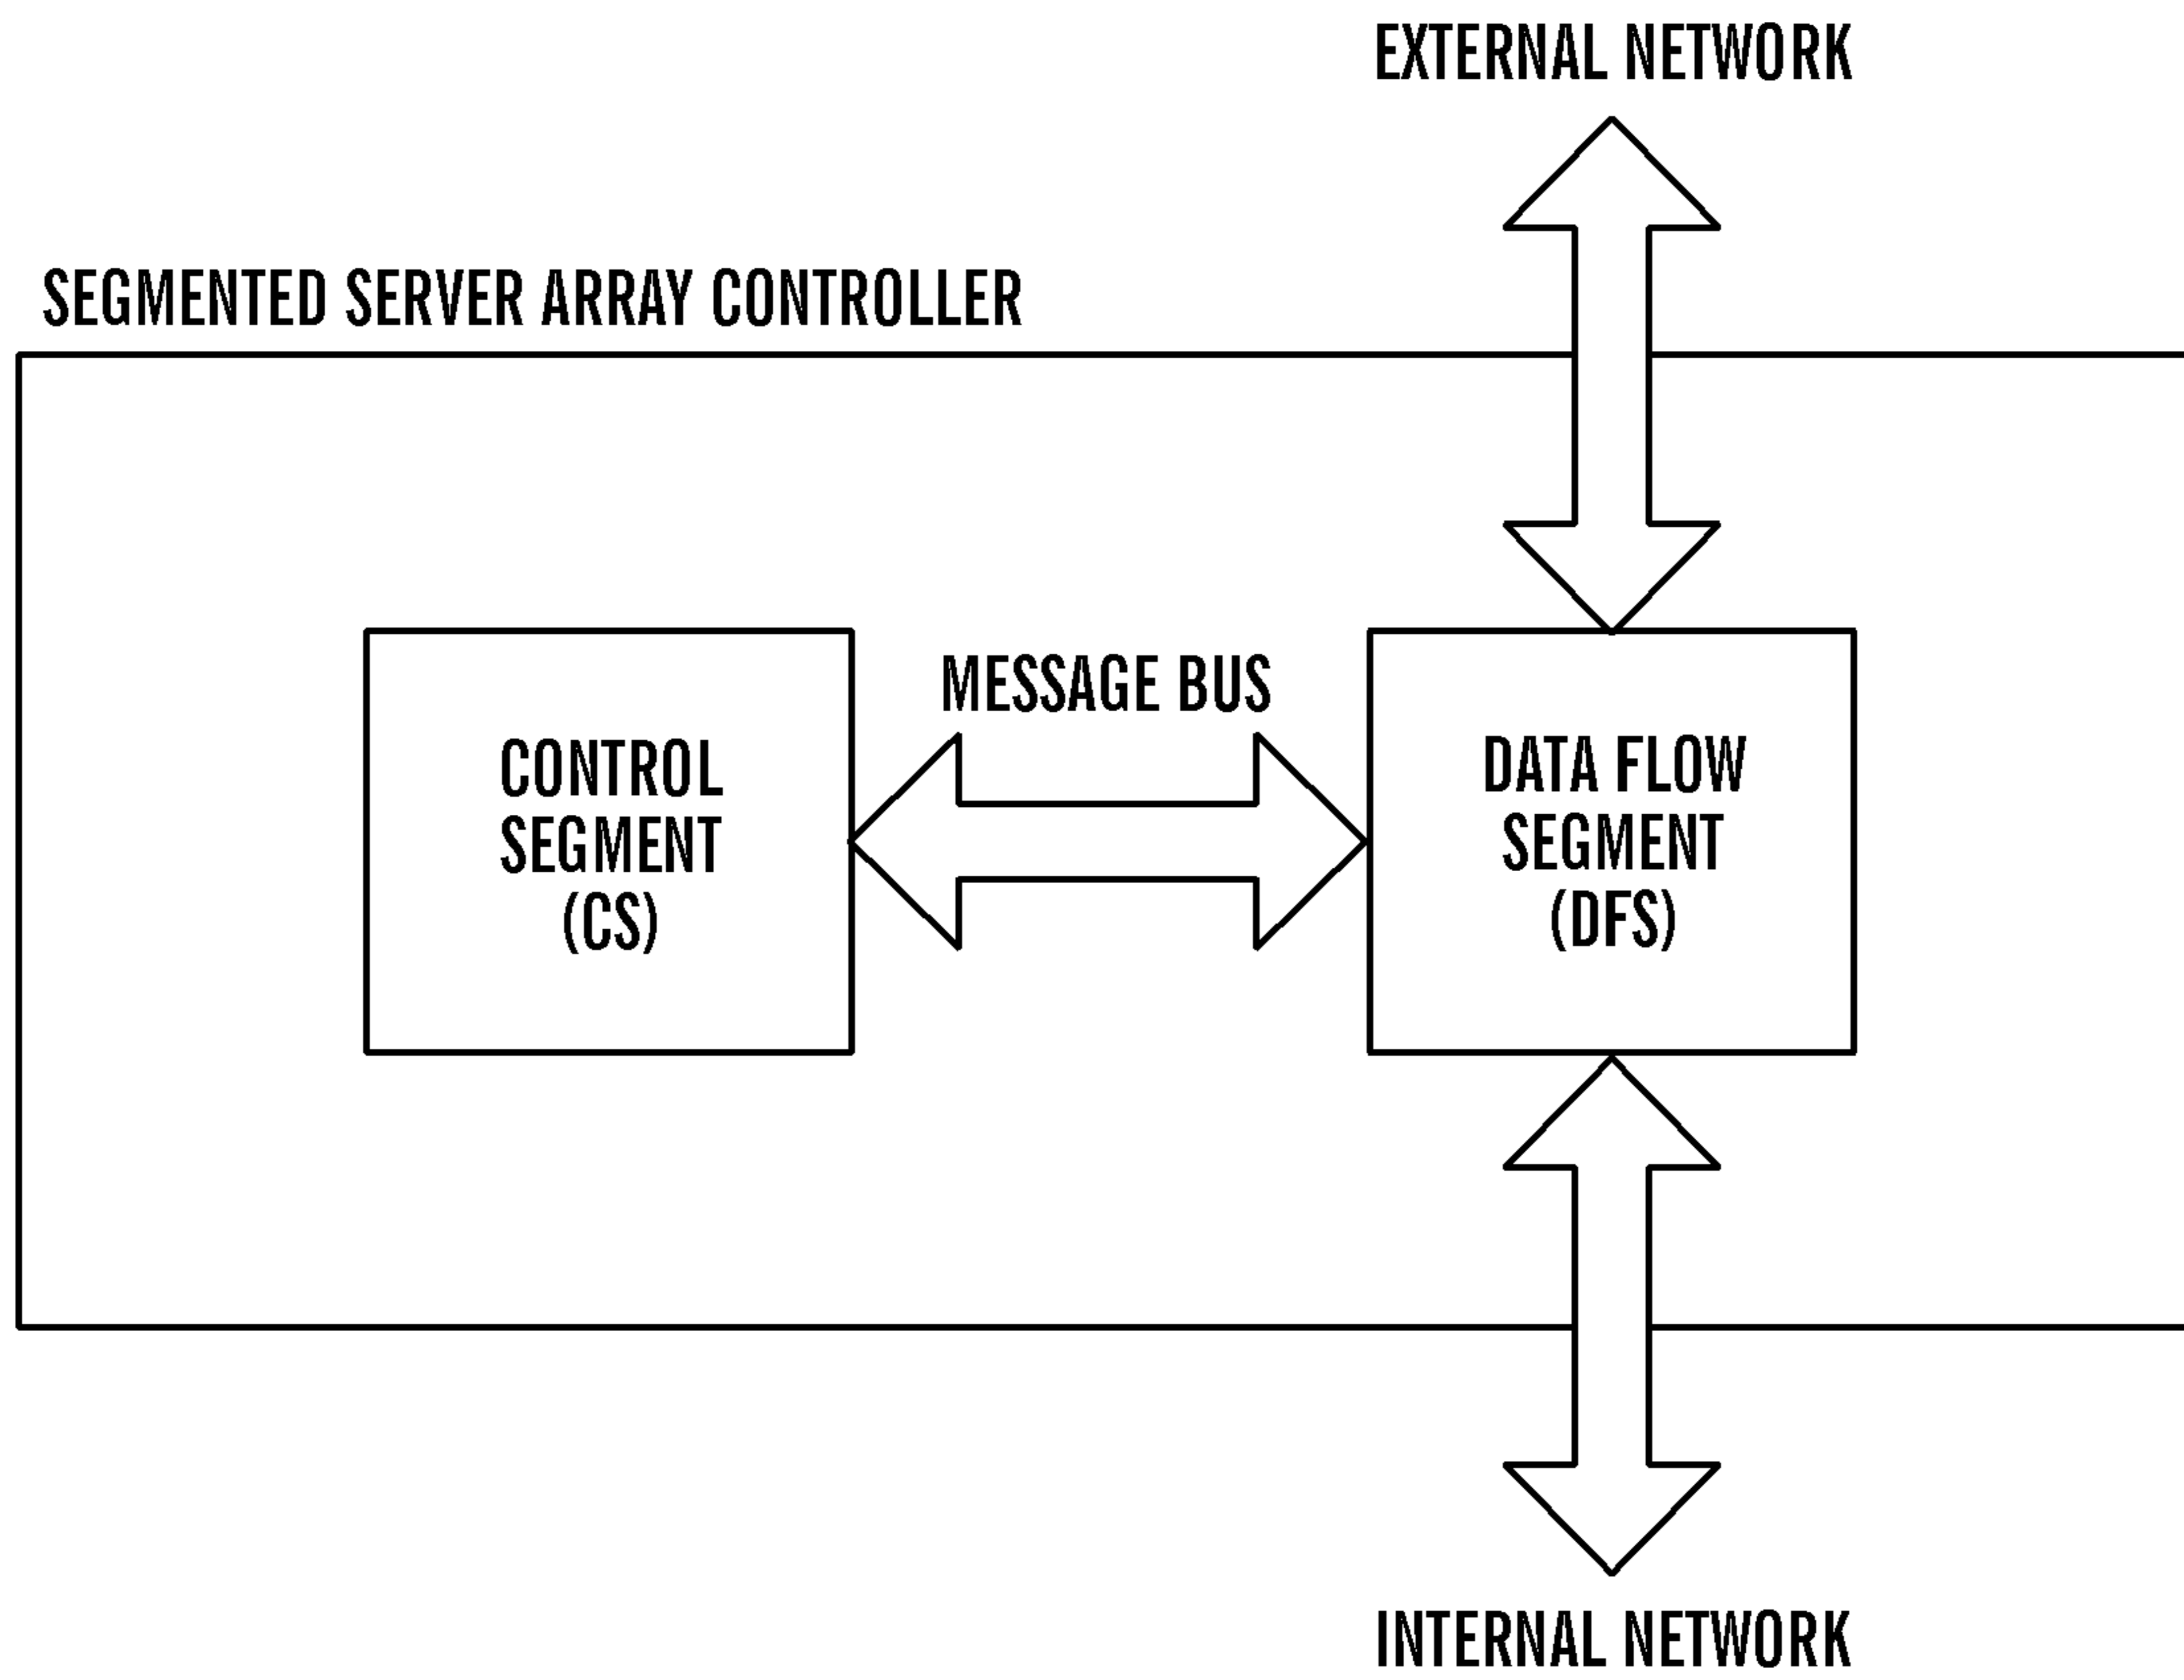 EXTERNAL NETWORK
SEGMENTED SERVER ARRAY CONTROLLER
MESSAGE BUS
CONTROL
SEGMENT
(CS)
DATA FLOW
SEGMENT
(DFS)
INTERNAL NETWORK